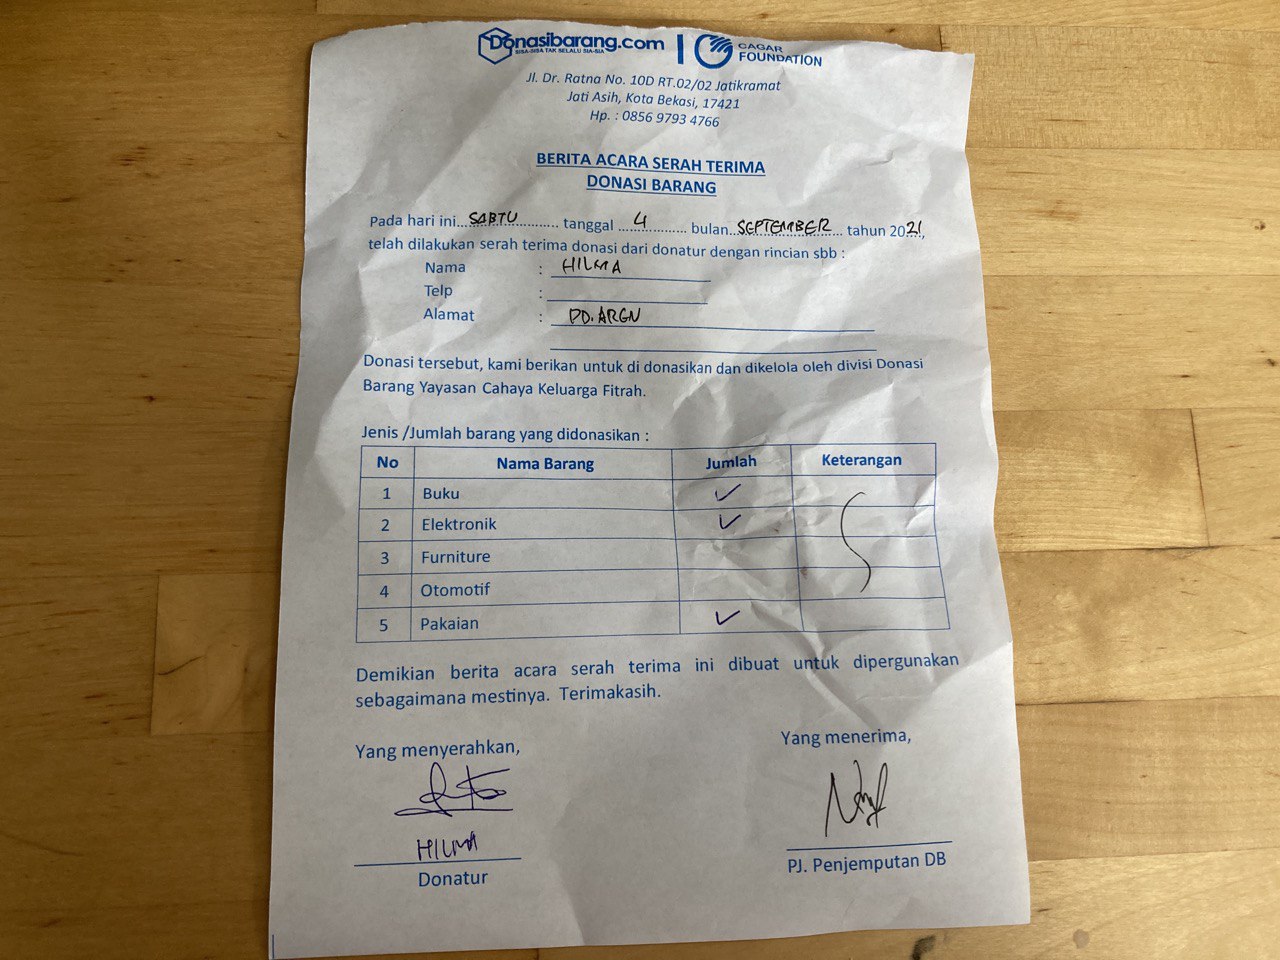 Donasibarang.com | CAGAR FOUNDATION
SISA-SISA TAK SELALU SIA-SIA
Jl. Dr. Ratna No. 10D RT.02/02 Jatikramat
Jati Asih, Kota Bekasi, 17421
Hp. : 0856 9793 4766
BERITA ACARA SERAH TERIMA
DONASI BARANG
Pada hari ini...SABTU............ tanggal ....4............ bulan..SEPTEMBER... tahun 2021,
telah dilakukan serah terima donasi dari donatur dengan rincian sbb :
Nama : HILMA
Telp :
Alamat : PD. ARGN
Donasi tersebut, kami berikan untuk di donasikan dan dikelola oleh divisi Donasi
Barang Yayasan Cahaya Keluarga Fitrah.
Jenis /Jumlah barang yang didonasikan :
No Nama Barang Jumlah Keterangan
1 Buku ✓
2 Elektronik ✓
3 Furniture
4 Otomotif
5 Pakaian ✓
Demikian berita acara serah terima ini dibuat untuk dipergunakan
sebagaimana mestinya. Terimakasih.
Yang menyerahkan, Yang menerima,
HILMA
Donatur PJ. Penjemputan DB